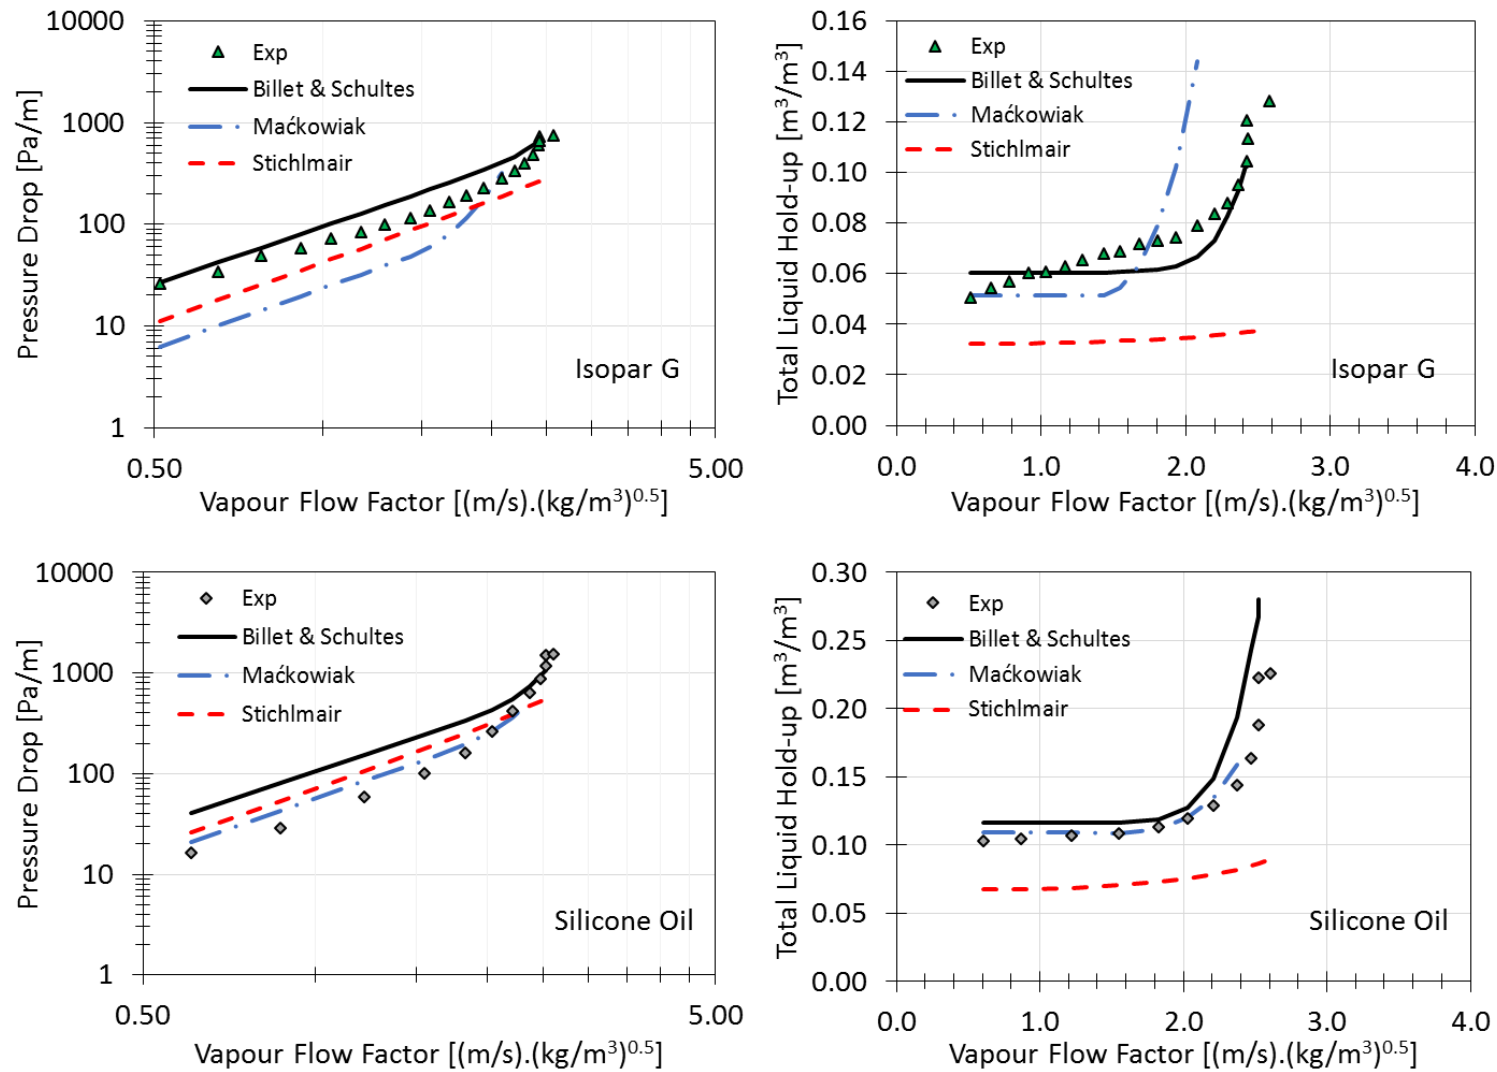 10000
1000
100
10
1
Pressure Drop [Pa/m]
Exp
Billet & Schultes
Maćkowiak
Stichlmair
Isopar G
0.50
5.00
Vapour Flow Factor [(m/s).(kg/m³)⁰·⁵]
0.16
0.14
0.12
0.10
0.08
0.06
0.04
0.02
0.00
Total Liquid Hold-up [m³/m³]
Exp
Billet & Schultes
Maćkowiak
Stichlmair
Isopar G
0.0 1.0 2.0 3.0 4.0
Vapour Flow Factor [(m/s).(kg/m³)⁰·⁵]
10000
1000
100
10
1
Pressure Drop [Pa/m]
Exp
Billet & Schultes
Maćkowiak
Stichlmair
Silicone Oil
0.50
5.00
Vapour Flow Factor [(m/s).(kg/m³)⁰·⁵]
0.30
0.25
0.20
0.15
0.10
0.05
0.00
Total Liquid Hold-up [m³/m³]
Exp
Billet & Schultes
Maćkowiak
Stichlmair
Silicone Oil
0.0 1.0 2.0 3.0 4.0
Vapour Flow Factor [(m/s).(kg/m³)⁰·⁵]